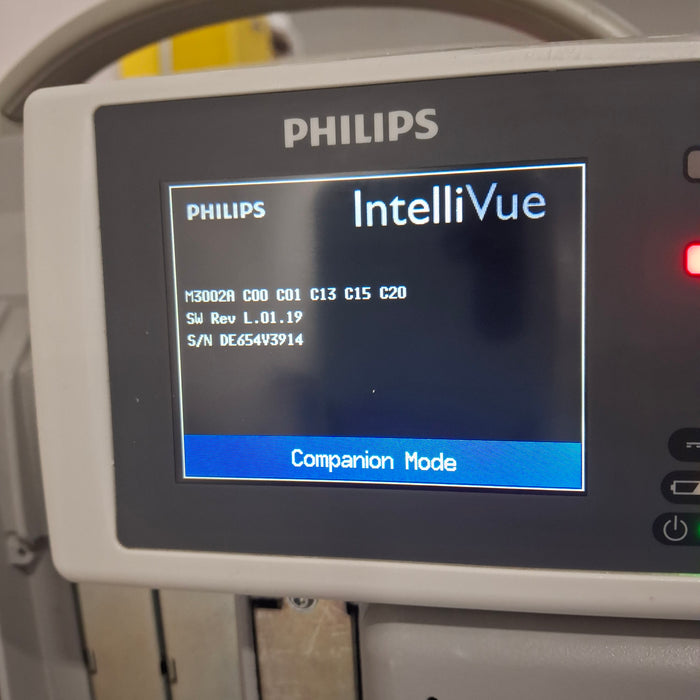 PHILIPS
PHILIPS IntelliVue
M3002A C00 C01 C13 C15 C20
SW Rev L.01.19
S/N DE654V3914
Companion Mode